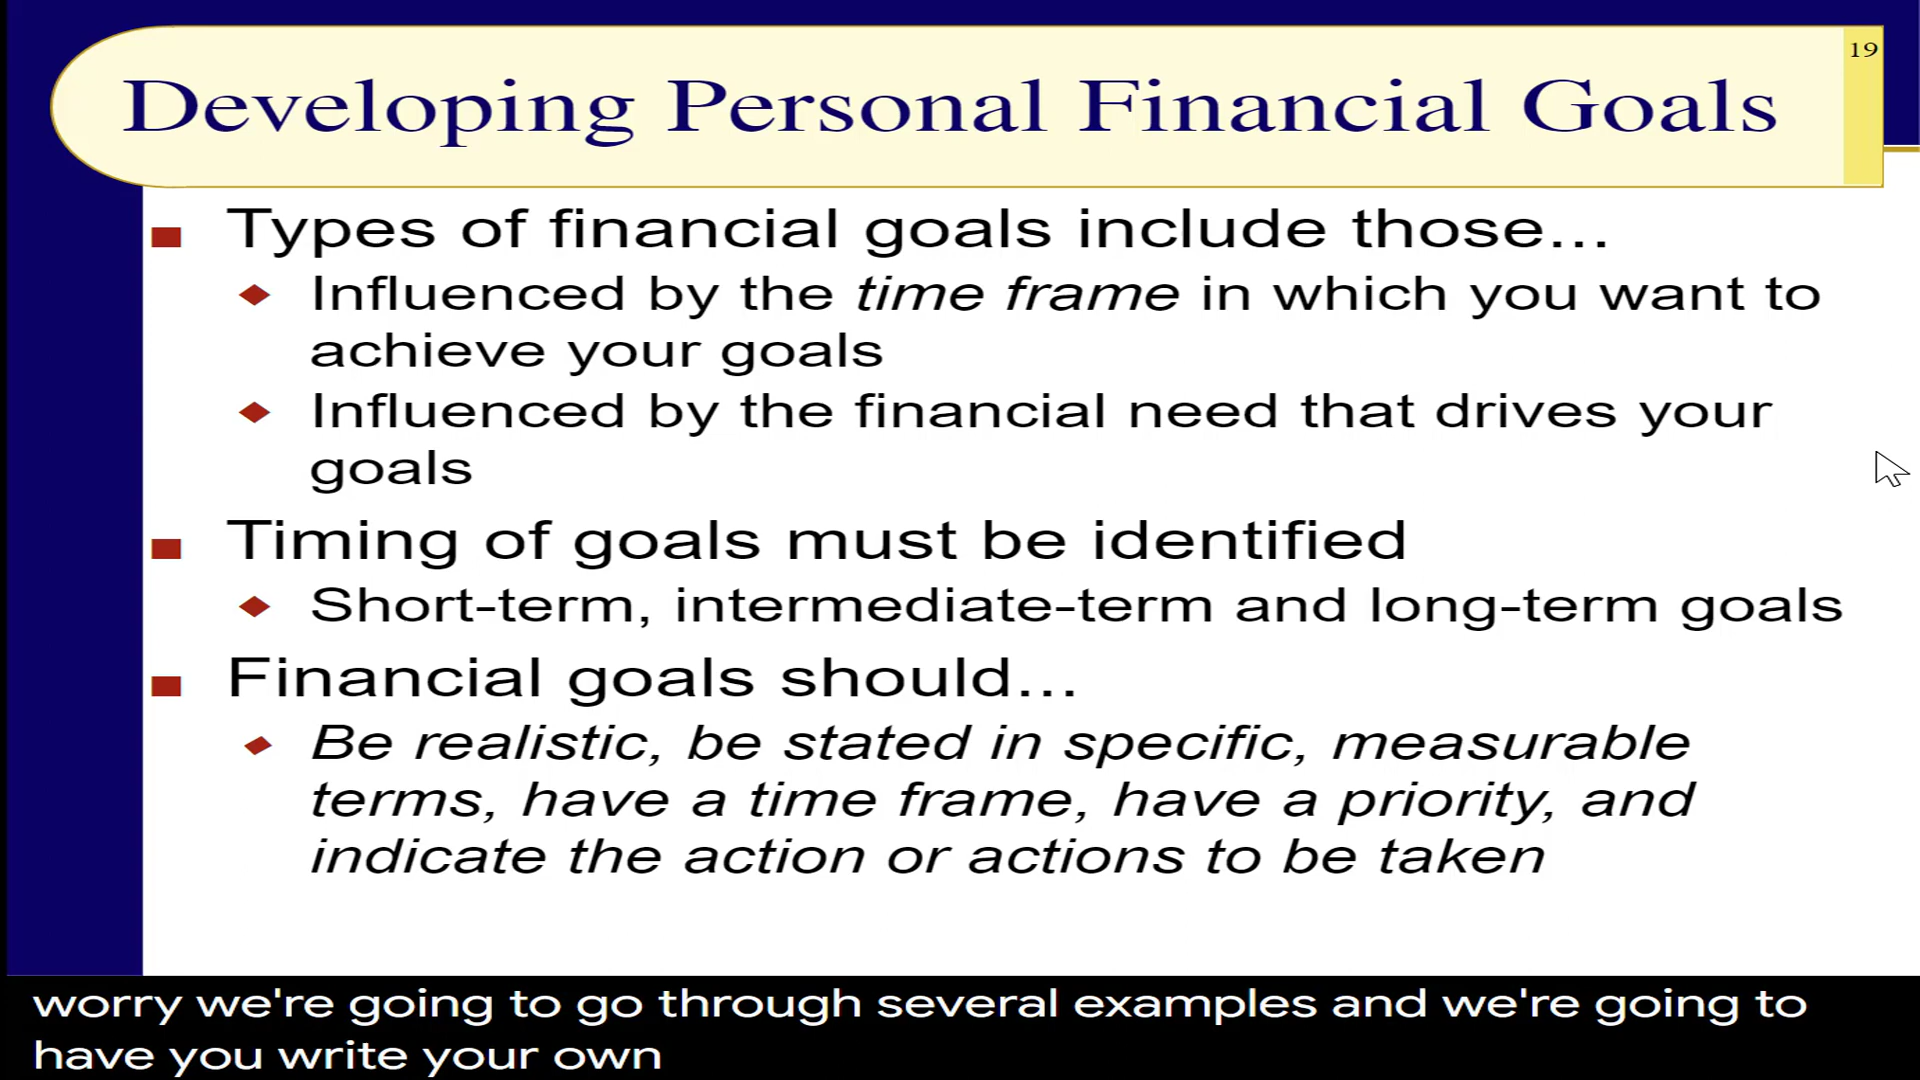 19
Developing Personal Financial Goals
Types of financial goals include those...
Influenced by the time frame in which you want to
achieve your goals
Influenced by the financial need that drives your
goals
Timing of goals must be identified
Short-term, intermediate-term and long-term goals
Financial goals should...
Be realistic, be stated in specific, measurable
terms, have a time frame, have a priority, and
indicate the action or actions to be taken
worry we're going to go through several examples and we're going to
have you write your own